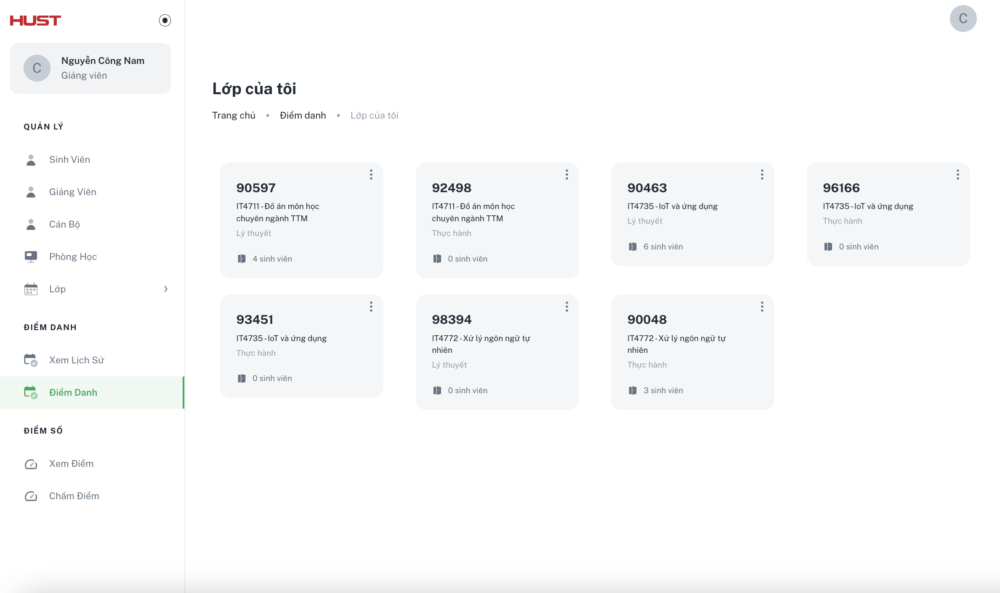 HUST
C
C
Nguyễn Công Nam
Giảng viên
QUẢN LÝ
Sinh Viên
Giảng Viên
Cán Bộ
Phòng Học
Lớp
ĐIỂM DANH
Xem Lịch Sử
Điểm Danh
ĐIỂM SỐ
Xem Điểm
Chấm Điểm
Lớp của tôi
Trang chủ • Điểm danh • Lớp của tôi
90597
IT4711 - Đồ án môn học
chuyên ngành TTM
Lý thuyết
4 sinh viên
92498
IT4711 - Đồ án môn học
chuyên ngành TTM
Thực hành
0 sinh viên
90463
IT4735 - IoT và ứng dụng
Lý thuyết
6 sinh viên
96166
IT4735 - IoT và ứng dụng
Thực hành
0 sinh viên
93451
IT4735 - IoT và ứng dụng
Thực hành
0 sinh viên
98394
IT4772 - Xử lý ngôn ngữ tự
nhiên
Lý thuyết
0 sinh viên
90048
IT4772 - Xử lý ngôn ngữ tự
nhiên
Thực hành
3 sinh viên